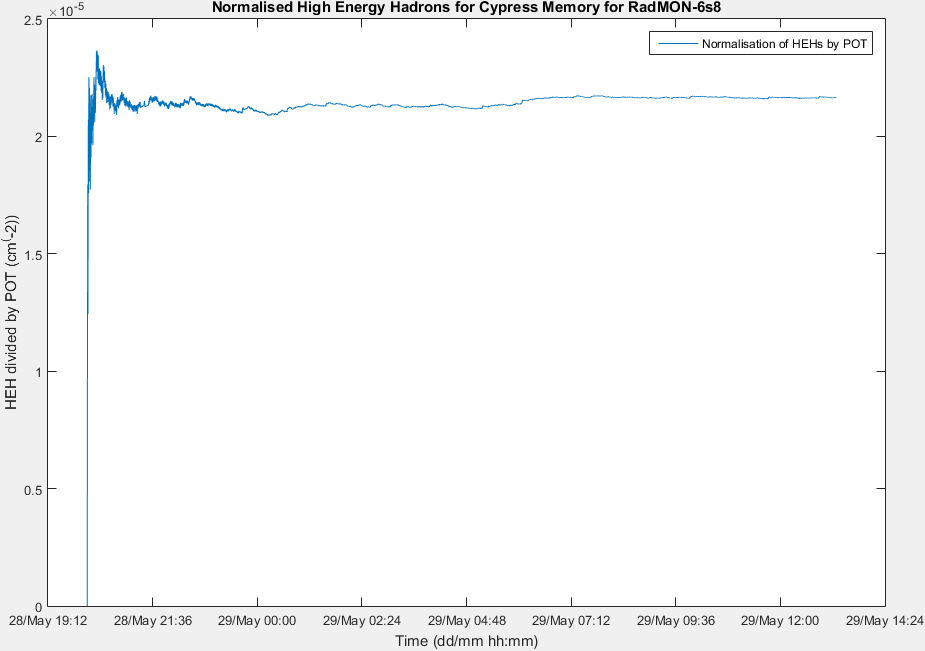 Normalised High Energy Hadrons for Cypress Memory for RadMON-6s8
×10^-5
Normalisation of HEHs by POT
2.5
2
1.5
1
0.5
0
HEH divided by POT (cm^(-2))
28/May 19:12 28/May 21:36 29/May 00:00 29/May 02:24 29/May 04:48 29/May 07:12 29/May 09:36 29/May 12:00 29/May 14:24
Time (dd/mm hh:mm)